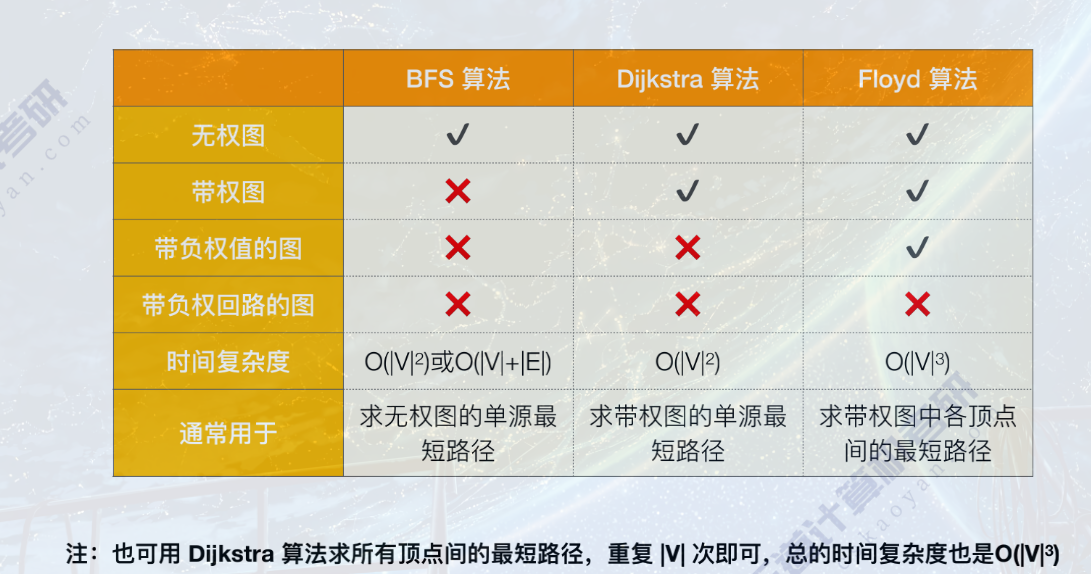 BFS 算法 Dijkstra 算法 Floyd 算法
无权图 ✔ ✔ ✔
带权图 ❌ ✔ ✔
带负权值的图 ❌ ❌ ✔
带负权回路的图 ❌ ❌ ❌
时间复杂度 O(|V|²)或O(|V|+|E|) O(|V|²) O(|V|³)
通常用于
求无权图的单源最
短路径
求带权图的单源最
短路径
求带权图中各顶点
间的最短路径
注：也可用 Dijkstra 算法求所有顶点间的最短路径，重复 |V| 次即可，总的时间复杂度也是O(|V|³)